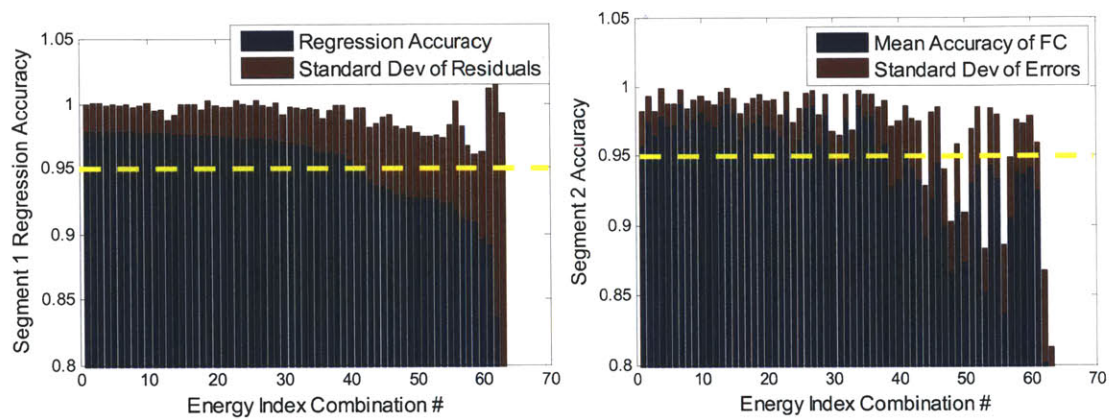 1.05
1
0.95
0.9
0.85
0.8
Segment 1 Regression Accuracy
Regression Accuracy
Standard Dev of Residuals
0 10 20 30 40 50 60 70
Energy Index Combination #
1.05
1
0.95
0.9
0.85
0.8
Segment 2 Accuracy
Mean Accuracy of FC
Standard Dev of Errors
0 10 20 30 40 50 60 70
Energy Index Combination #